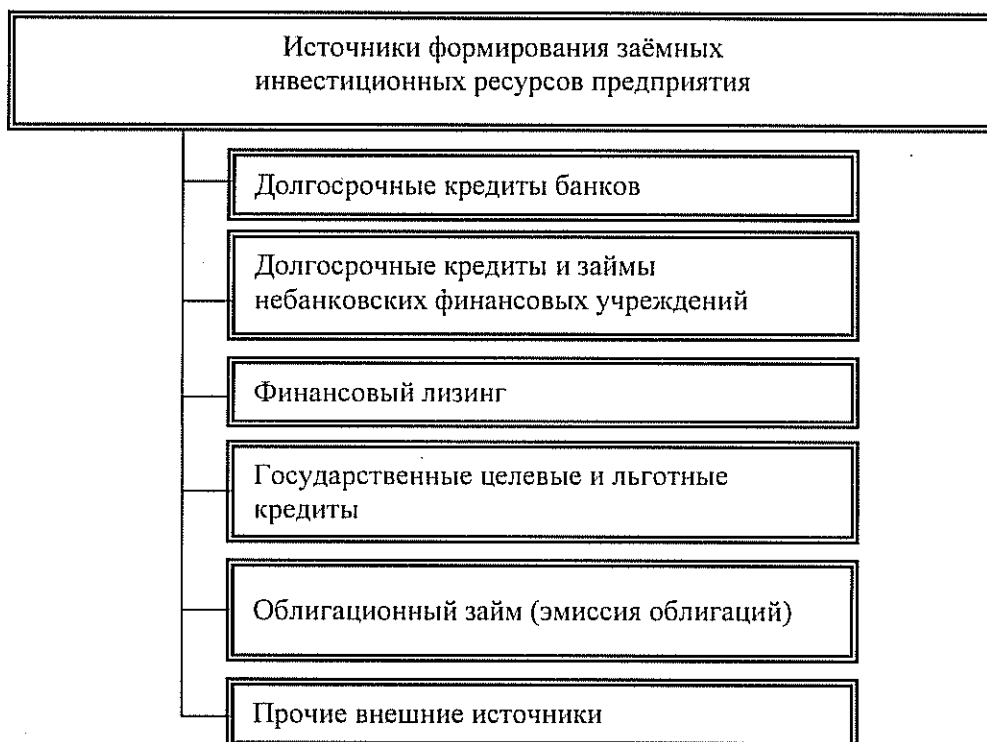 Источники формирования заёмных
инвестиционных ресурсов предприятия
Долгосрочные кредиты банков
Долгосрочные кредиты и займы
небанковских финансовых учреждений
Финансовый лизинг
Государственные целевые и льготные
кредиты
Облигационный займ (эмиссия облигаций)
Прочие внешние источники